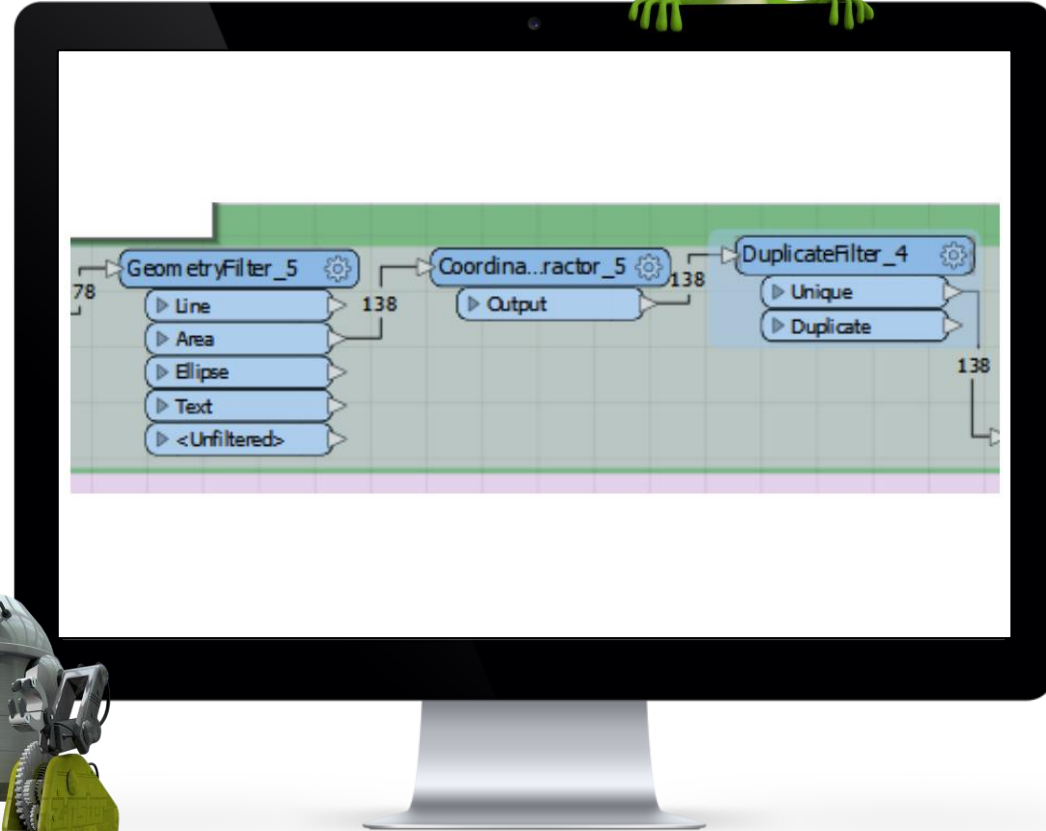 GeometryFilter_5
78
Line
Area
Ellipse
Text
<Unfiltered>
138
Coordina...ractor_5
Output
138
DuplicateFilter_4
Unique
Duplicate
138